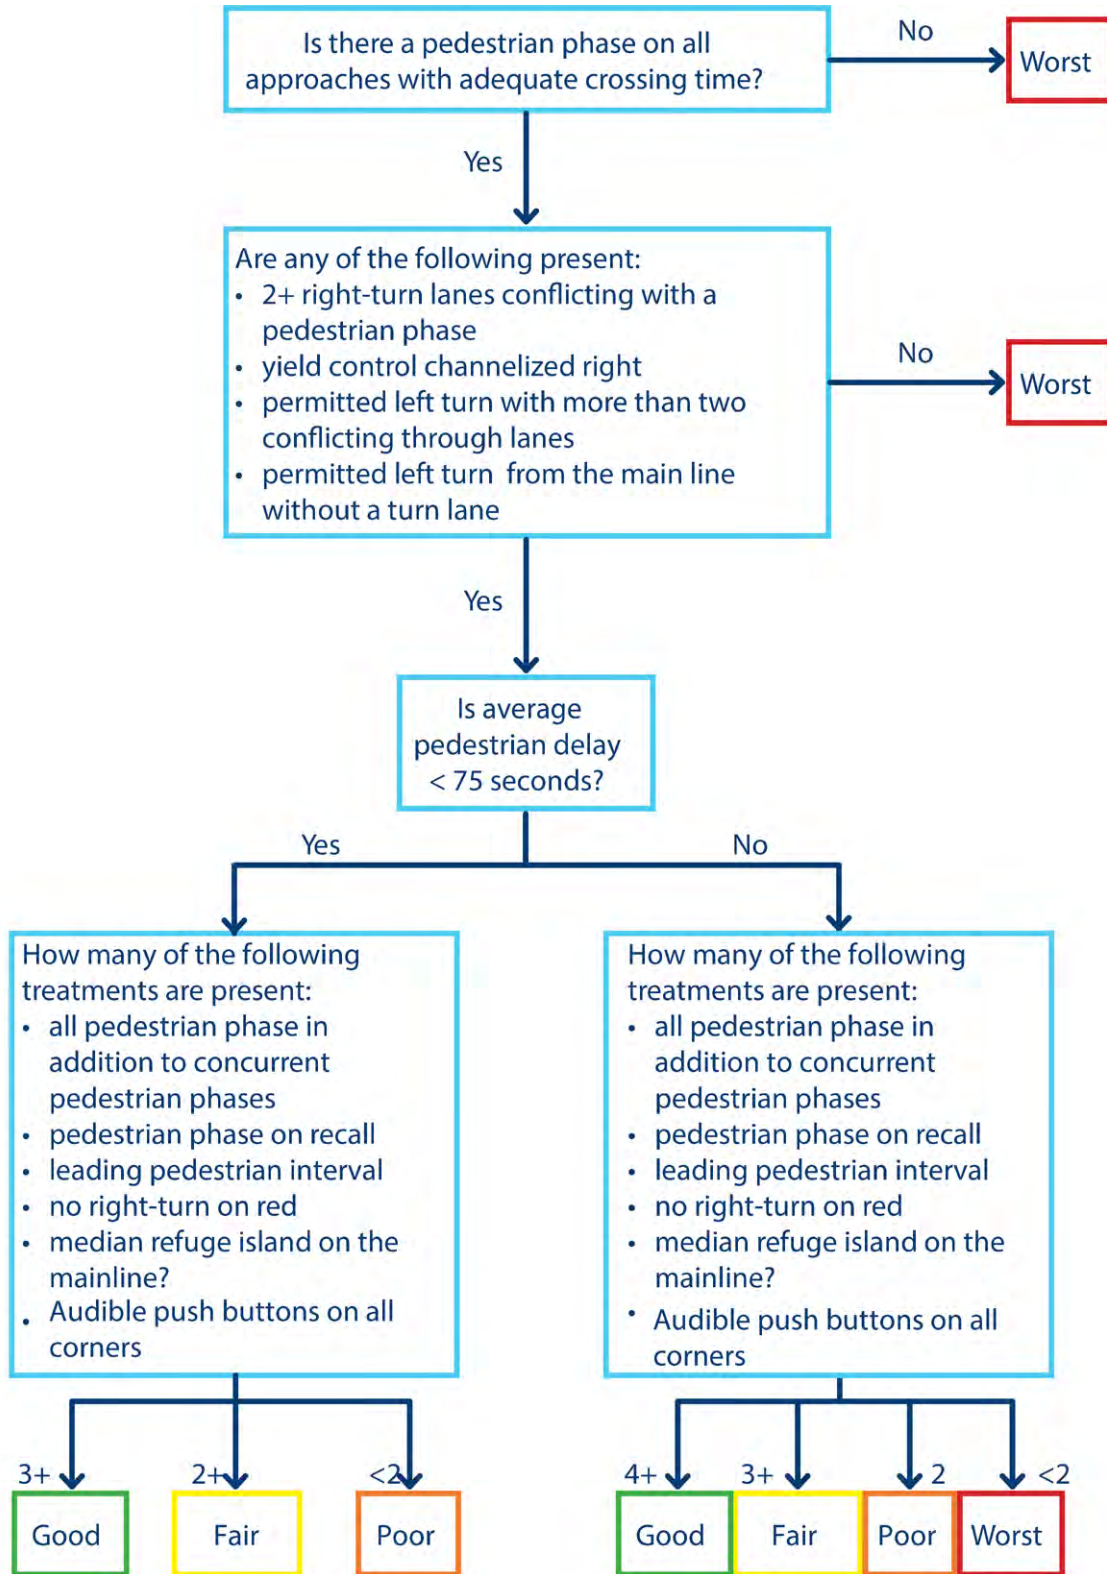 Is there a pedestrian phase on all
approaches with adequate crossing time?
No
Worst
Yes
Are any of the following present:
• 2+ right-turn lanes conflicting with a
pedestrian phase
• yield control channelized right
• permitted left turn with more than two
conflicting through lanes
• permitted left turn from the main line
without a turn lane
No
Worst
Yes
Is average
pedestrian delay
< 75 seconds?
Yes
No
How many of the following
treatments are present:
• all pedestrian phase in
addition to concurrent
pedestrian phases
• pedestrian phase on recall
• leading pedestrian interval
• no right-turn on red
• median refuge island on the
mainline?
• Audible push buttons on all
corners
How many of the following
treatments are present:
• all pedestrian phase in
addition to concurrent
pedestrian phases
• pedestrian phase on recall
• leading pedestrian interval
• no right-turn on red
• median refuge island on the
mainline?
• Audible push buttons on all
corners
3+
2+
<2
4+
3+
2
<2
Good
Fair
Poor
Good
Fair
Poor
Worst